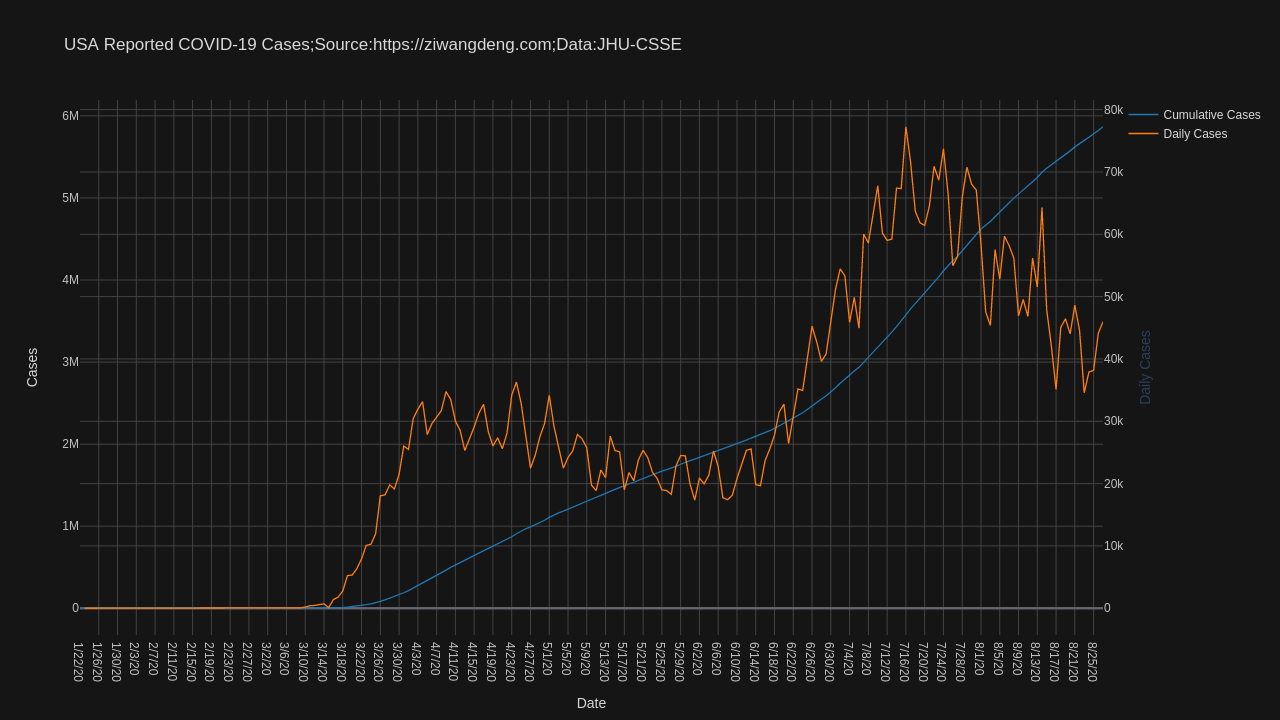 USA Reported COVID-19 Cases;Source:https://ziwangdeng.com;Data:JHU-CSSE
Cumulative Cases
Daily Cases
6M
5M
4M
3M
2M
1M
0
Cases
80k
70k
60k
50k
40k
30k
20k
10k
0
Daily Cases
1/22/20
1/26/20
1/30/20
2/3/20
2/7/20
2/11/20
2/15/20
2/19/20
2/23/20
2/27/20
3/2/20
3/6/20
3/10/20
3/14/20
3/18/20
3/22/20
3/26/20
3/30/20
4/3/20
4/7/20
4/11/20
4/15/20
4/19/20
4/23/20
4/27/20
5/1/20
5/5/20
5/9/20
5/13/20
5/17/20
5/21/20
5/25/20
5/29/20
6/2/20
6/6/20
6/10/20
6/14/20
6/18/20
6/22/20
6/26/20
6/30/20
7/4/20
7/8/20
7/12/20
7/16/20
7/20/20
7/24/20
7/28/20
8/1/20
8/5/20
8/9/20
8/13/20
8/17/20
8/21/20
8/25/20
Date